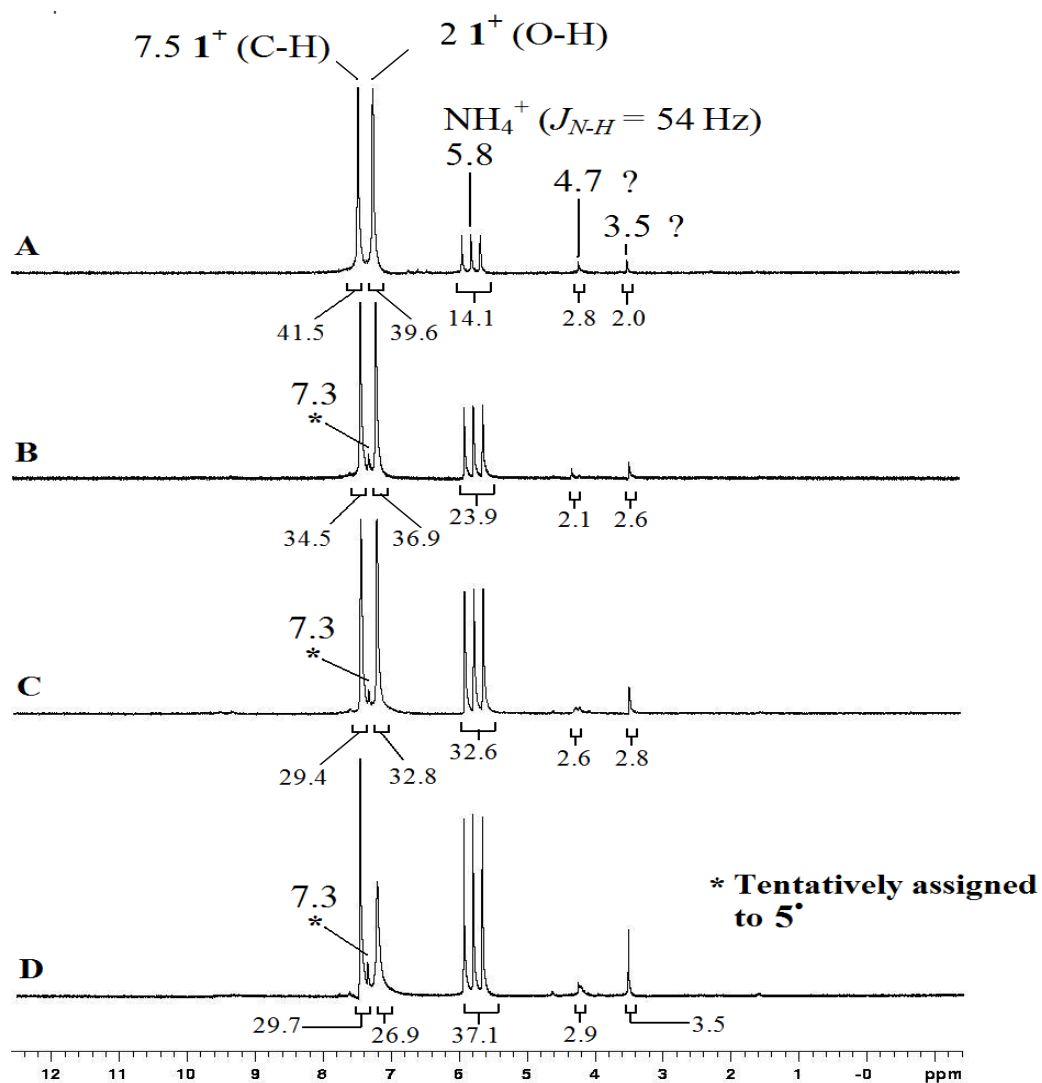 7.5 1+ (C-H)
2 1+ (O-H)
NH4+ (JN-H = 54 Hz)
5.8
4.7 ?
3.5 ?
A
41.5
39.6
14.1
2.8
2.0
7.3
*
B
34.5
36.9
23.9
2.1
2.6
7.3
*
C
29.4
32.8
32.6
2.6
2.8
7.3
*
* Tentatively assigned
to 5•
D
29.7
26.9
37.1
2.9
3.5
12 11 10 9 8 7 6 5 4 3 2 1 -0 ppm